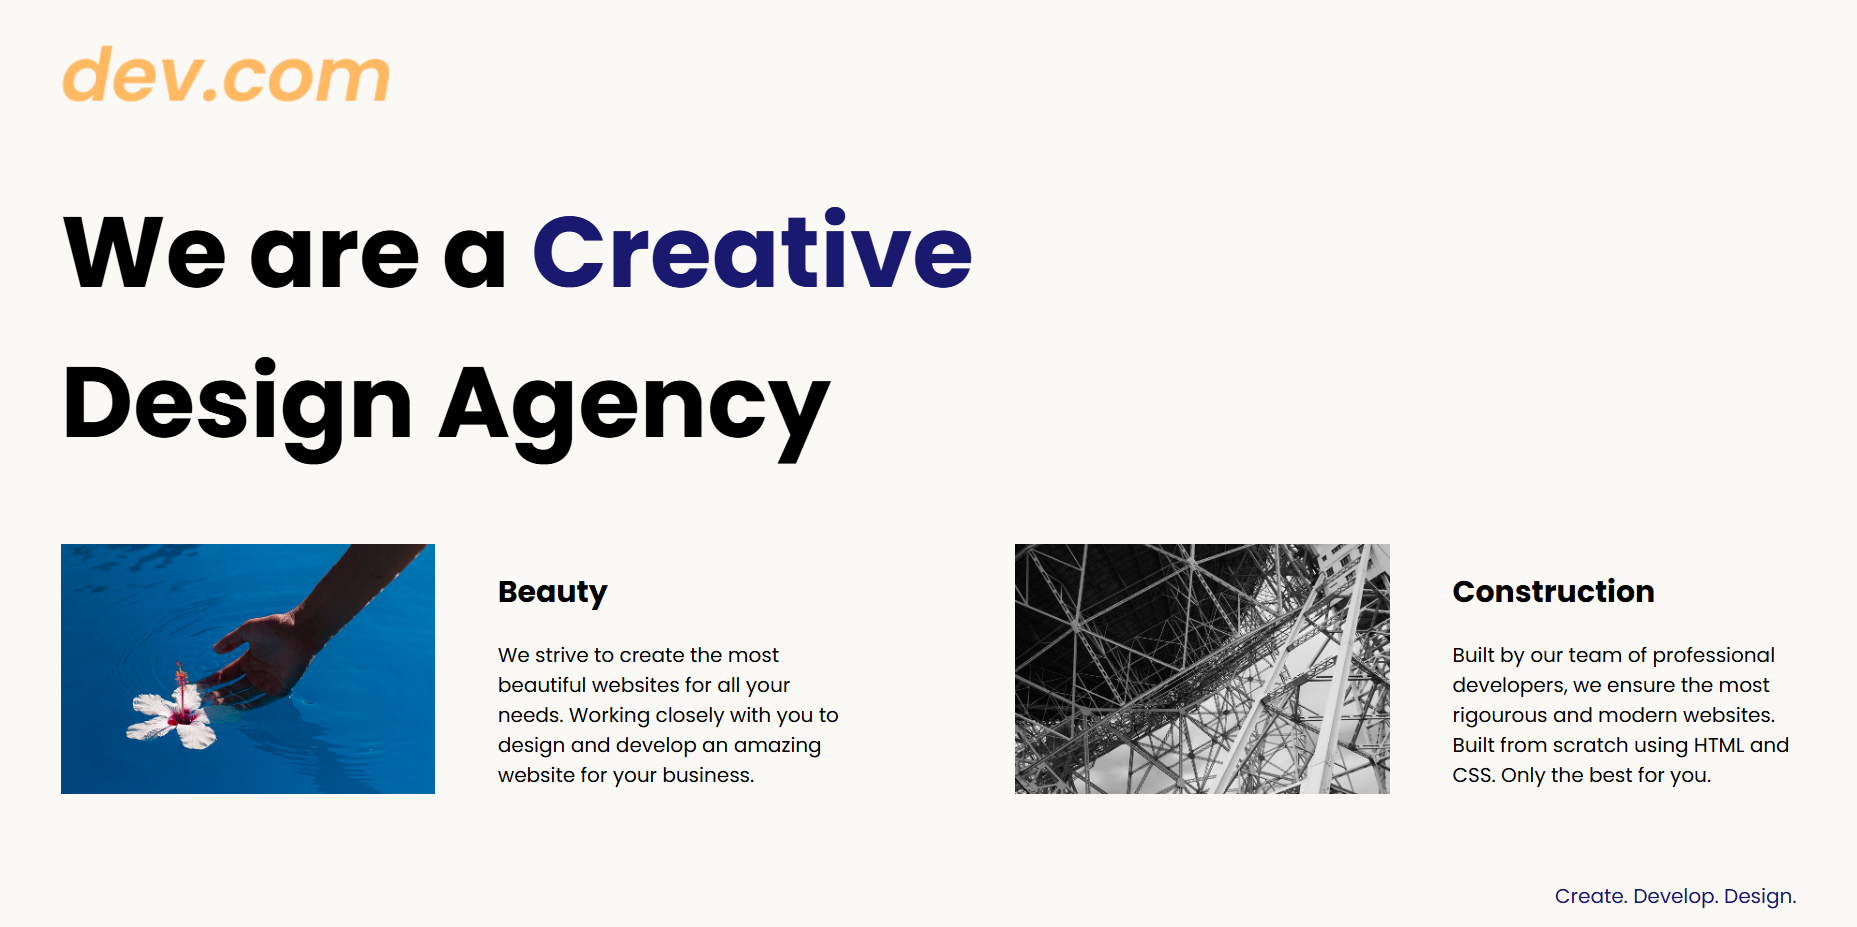 dev.com
We are a Creative
Design Agency
Beauty
We strive to create the most
beautiful websites for all your
needs. Working closely with you to
design and develop an amazing
website for your business.
Construction
Built by our team of professional
developers, we ensure the most
rigourous and modern websites.
Built from scratch using HTML and
CSS. Only the best for you.
Create. Develop. Design.